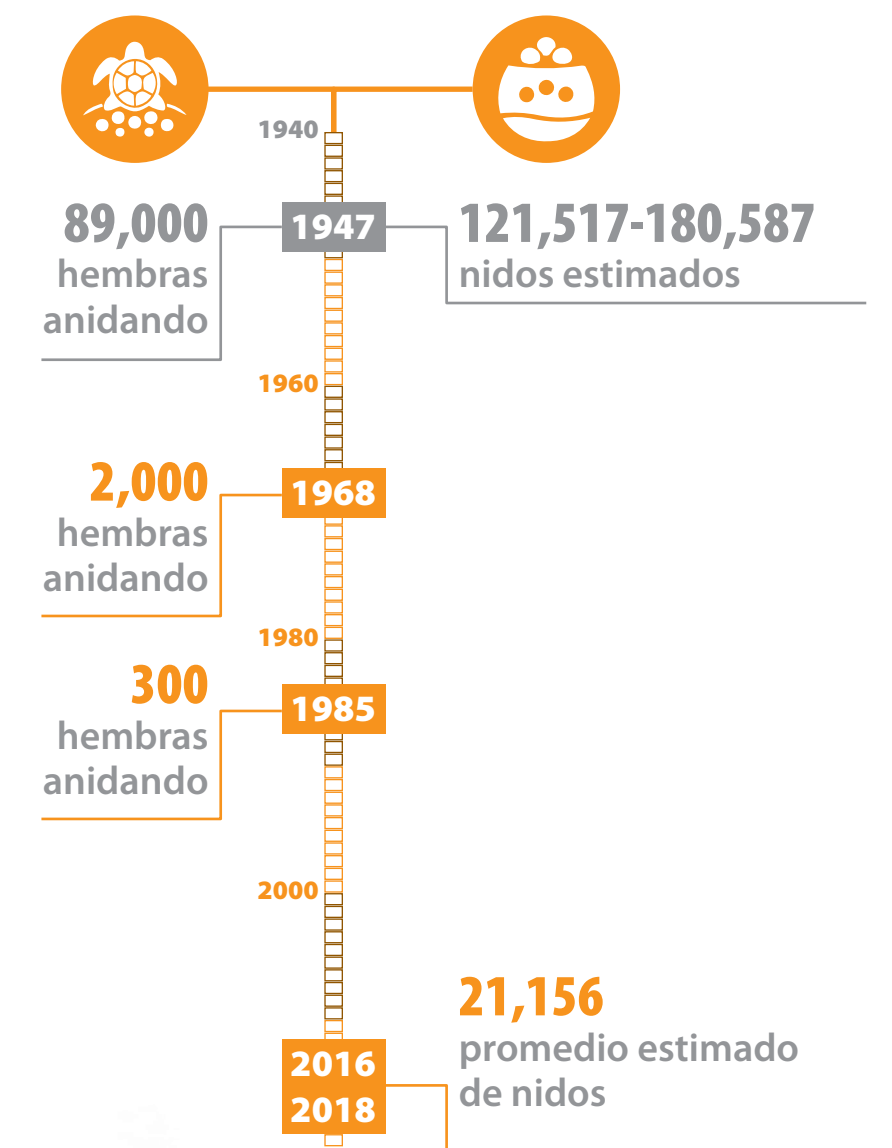 1940
89,000
hembras
anidando
1947
121,517-180,587
nidos estimados
1960
2,000
hembras
anidando
1968
1980
300
hembras
anidando
1985
2000
2016
2018
21,156
promedio estimado
de nidos